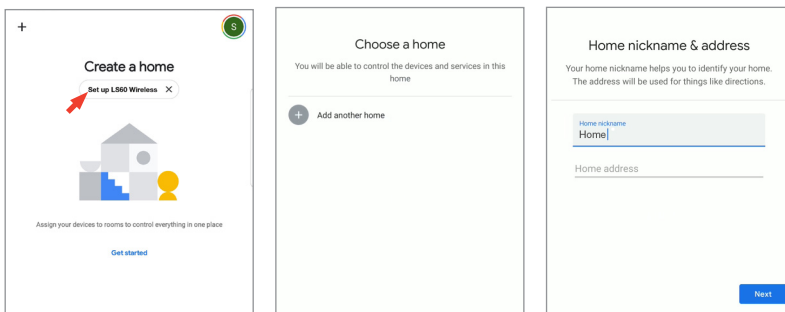 +
S
Create a home
Set up LS60 Wireless X
Assign your devices to rooms to control everything in one place
Get started
Choose a home
You will be able to control the devices and services in this
home
+ Add another home
Home nickname & address
Your home nickname helps you to identify your home.
The address will be used for things like directions.
Home nickname
Home
Home address
Next